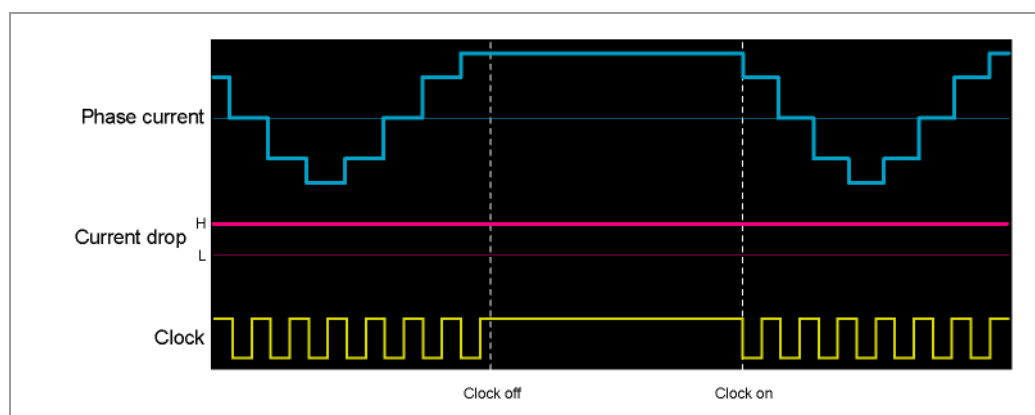 Phase current
H
Current drop
L
Clock
Clock off
Clock on